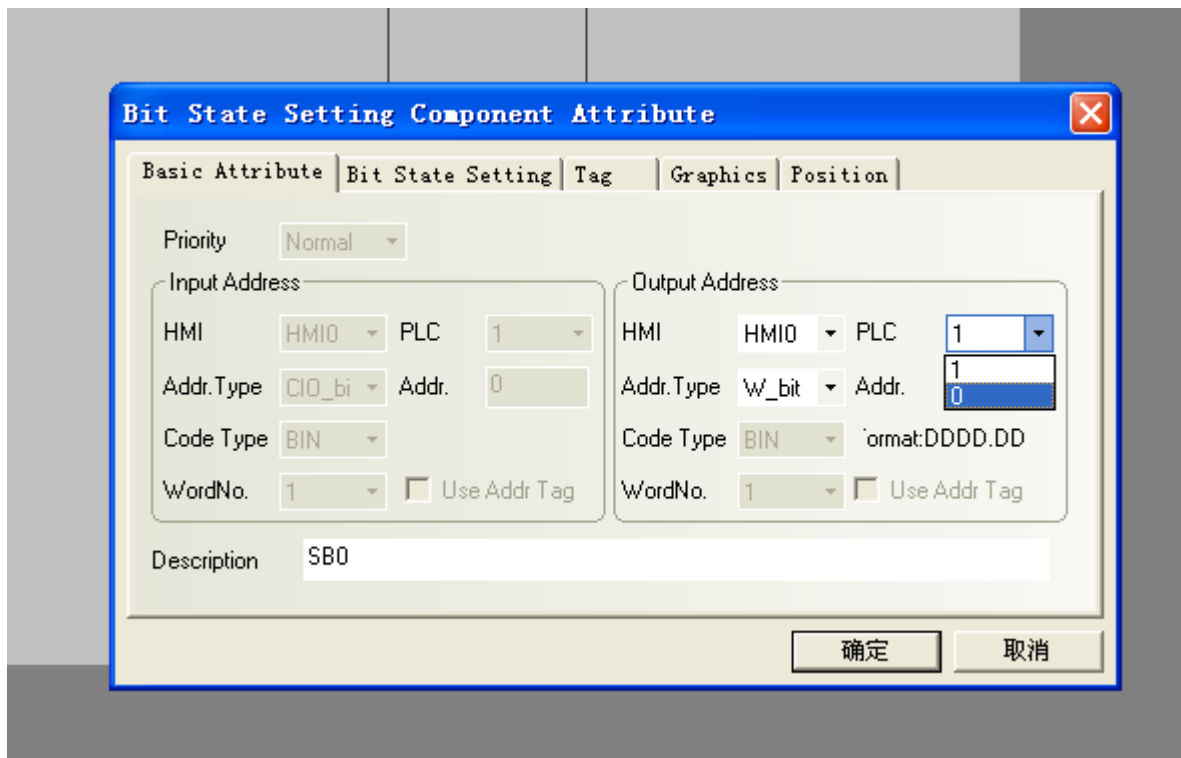 Bit State Setting Component Attribute
Basic Attribute Bit State Setting Tag Graphics Position
Priority Normal
Input Address Output Address
HMI HMI0 PLC 1 HMI HMI0 PLC 1
1
Addr.Type CIO_bi Addr. 0 Addr.Type W_bit Addr. 0
Code Type BIN Code Type BIN ormat:DDDD.DD
WordNo. 1 Use Addr Tag WordNo. 1 Use Addr Tag
Description SB0
确定 取消